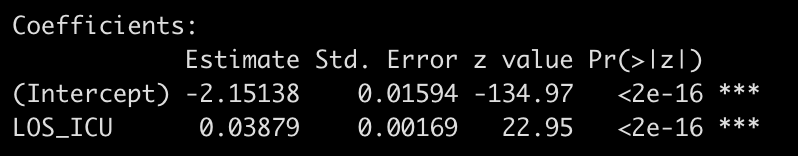 Coefficients:
Estimate Std. Error z value Pr(>|z|)
(Intercept) -2.15138 0.01594 -134.97 <2e-16 ***
LOS_ICU 0.03879 0.00169 22.95 <2e-16 ***